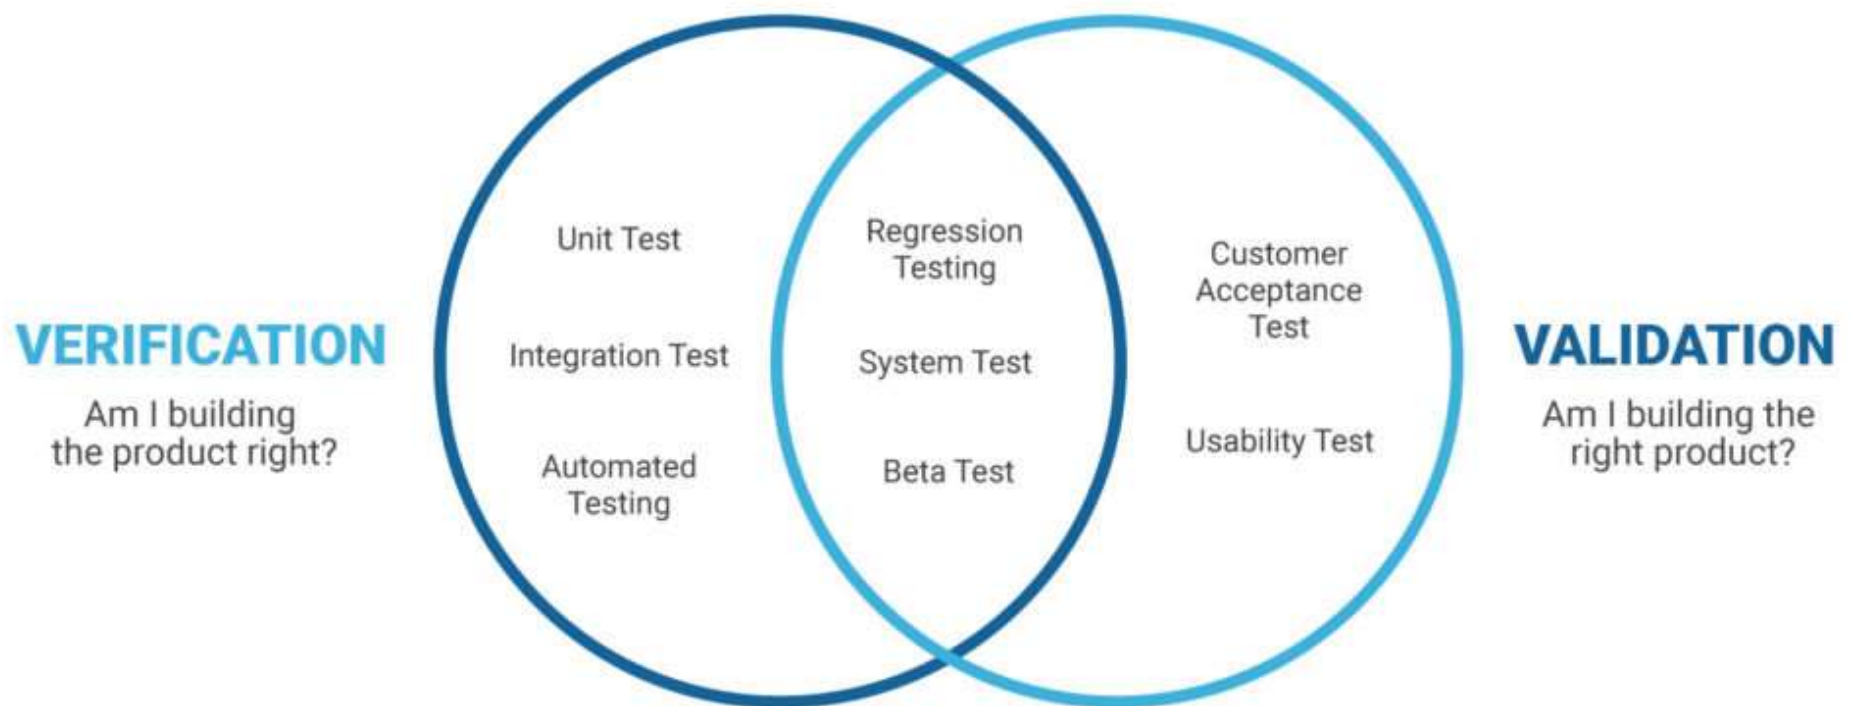 VERIFICATION
Am I building
the product right?
Unit Test
Integration Test
Automated
Testing
Regression
Testing
System Test
Beta Test
Customer
Acceptance
Test
Usability Test
VALIDATION
Am I building the
right product?